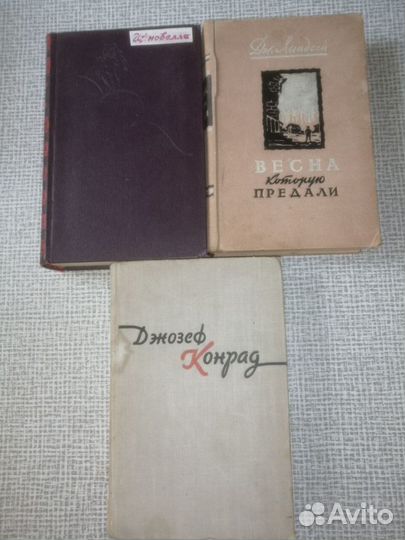 новеллы
Дж. Линдсей
ВЕСНА
которую
ПРЕДАЛИ
Джозеф
Конрад
Avito